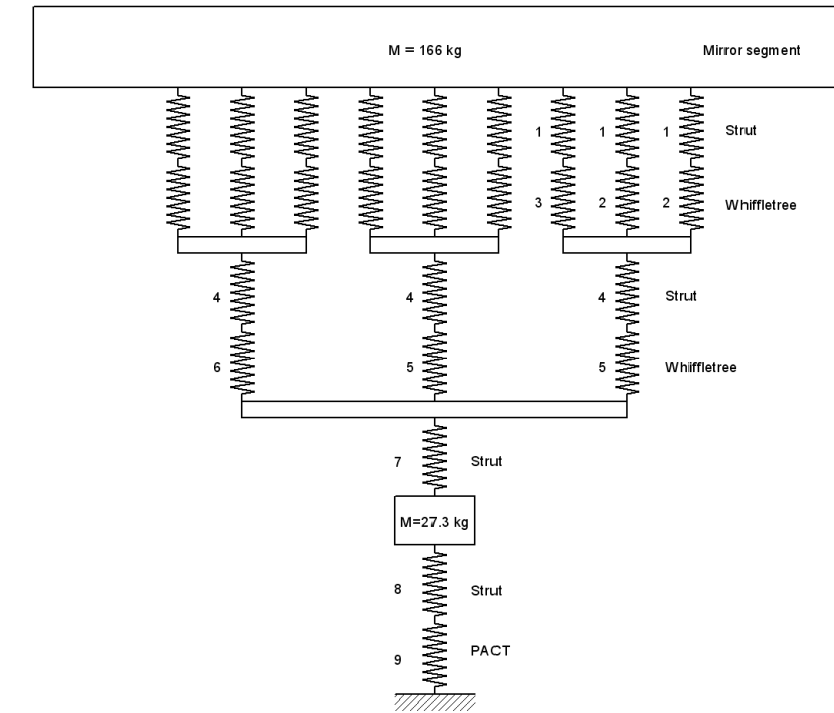 M = 166 kg Mirror segment
1 1 1 Strut
3 2 2 Whiffletree
4 4 4 Strut
6 5 5 Whiffletree
7 Strut
M=27.3 kg
8 Strut
9 PACT